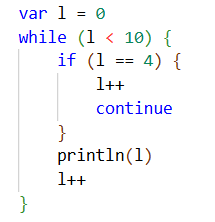 var l = 0
while (l < 10) {
    if (l == 4) {
        l++
        continue
    }
    println(l)
    l++
}